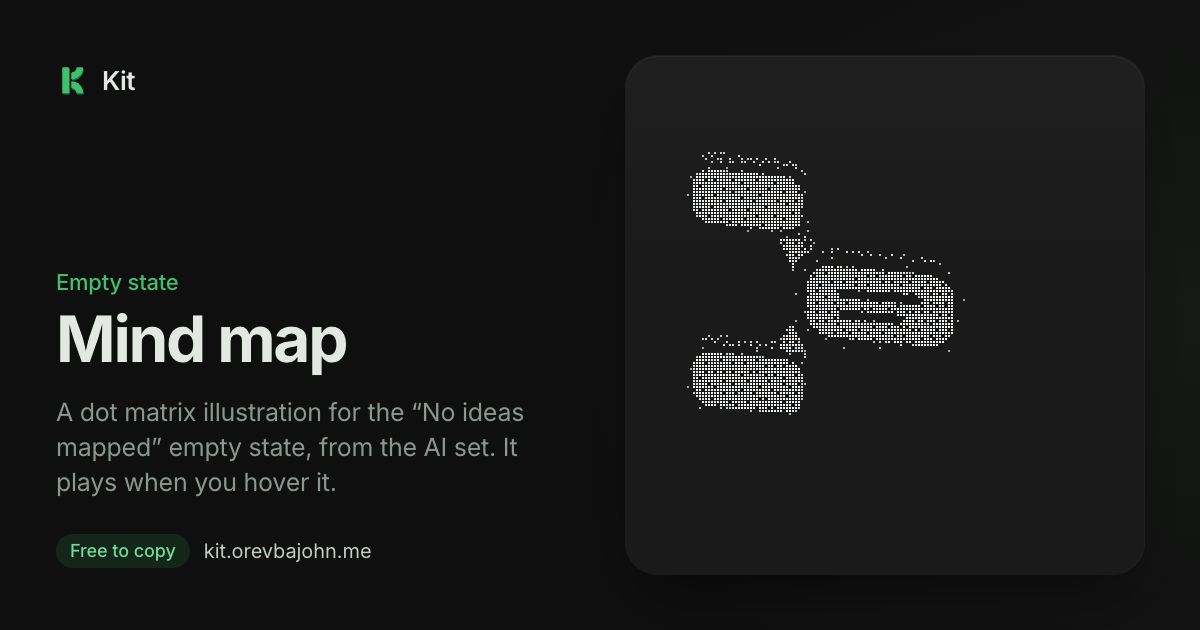 Kit
Empty state
Mind map
A dot matrix illustration for the “No ideas
mapped” empty state, from the AI set. It
plays when you hover it.
Free to copy
kit.orevbajohn.me